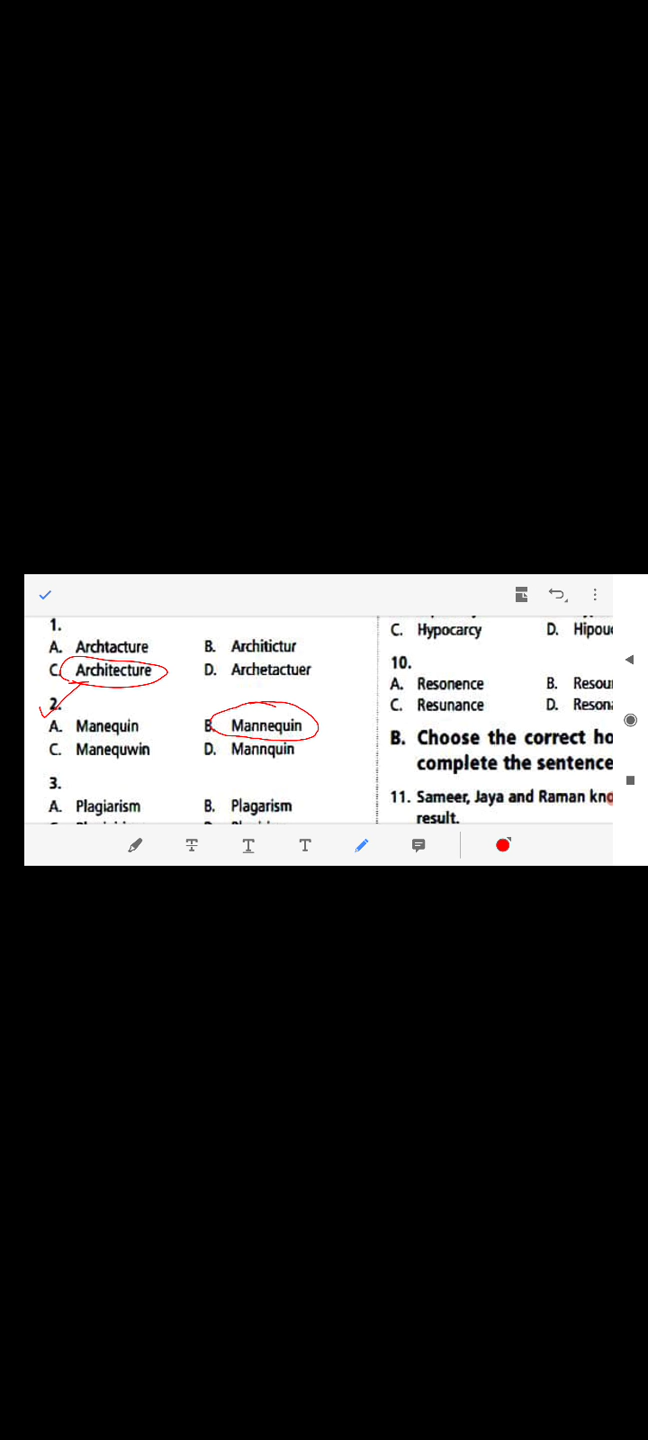 1.
A. Archtacture B. Architictur
C. Architecture D. Archetactuer
2.
A. Manequin B. Mannequin
C. Manequwin D. Mannquin
3.
A. Plagiarism B. Plagarism
C. Hypocarcy D.
10.
A. Resonence B.
C. Resunance D.
B. Choose the correct
complete the sentence
11. Sameer, Jaya and Raman
result.
T T T